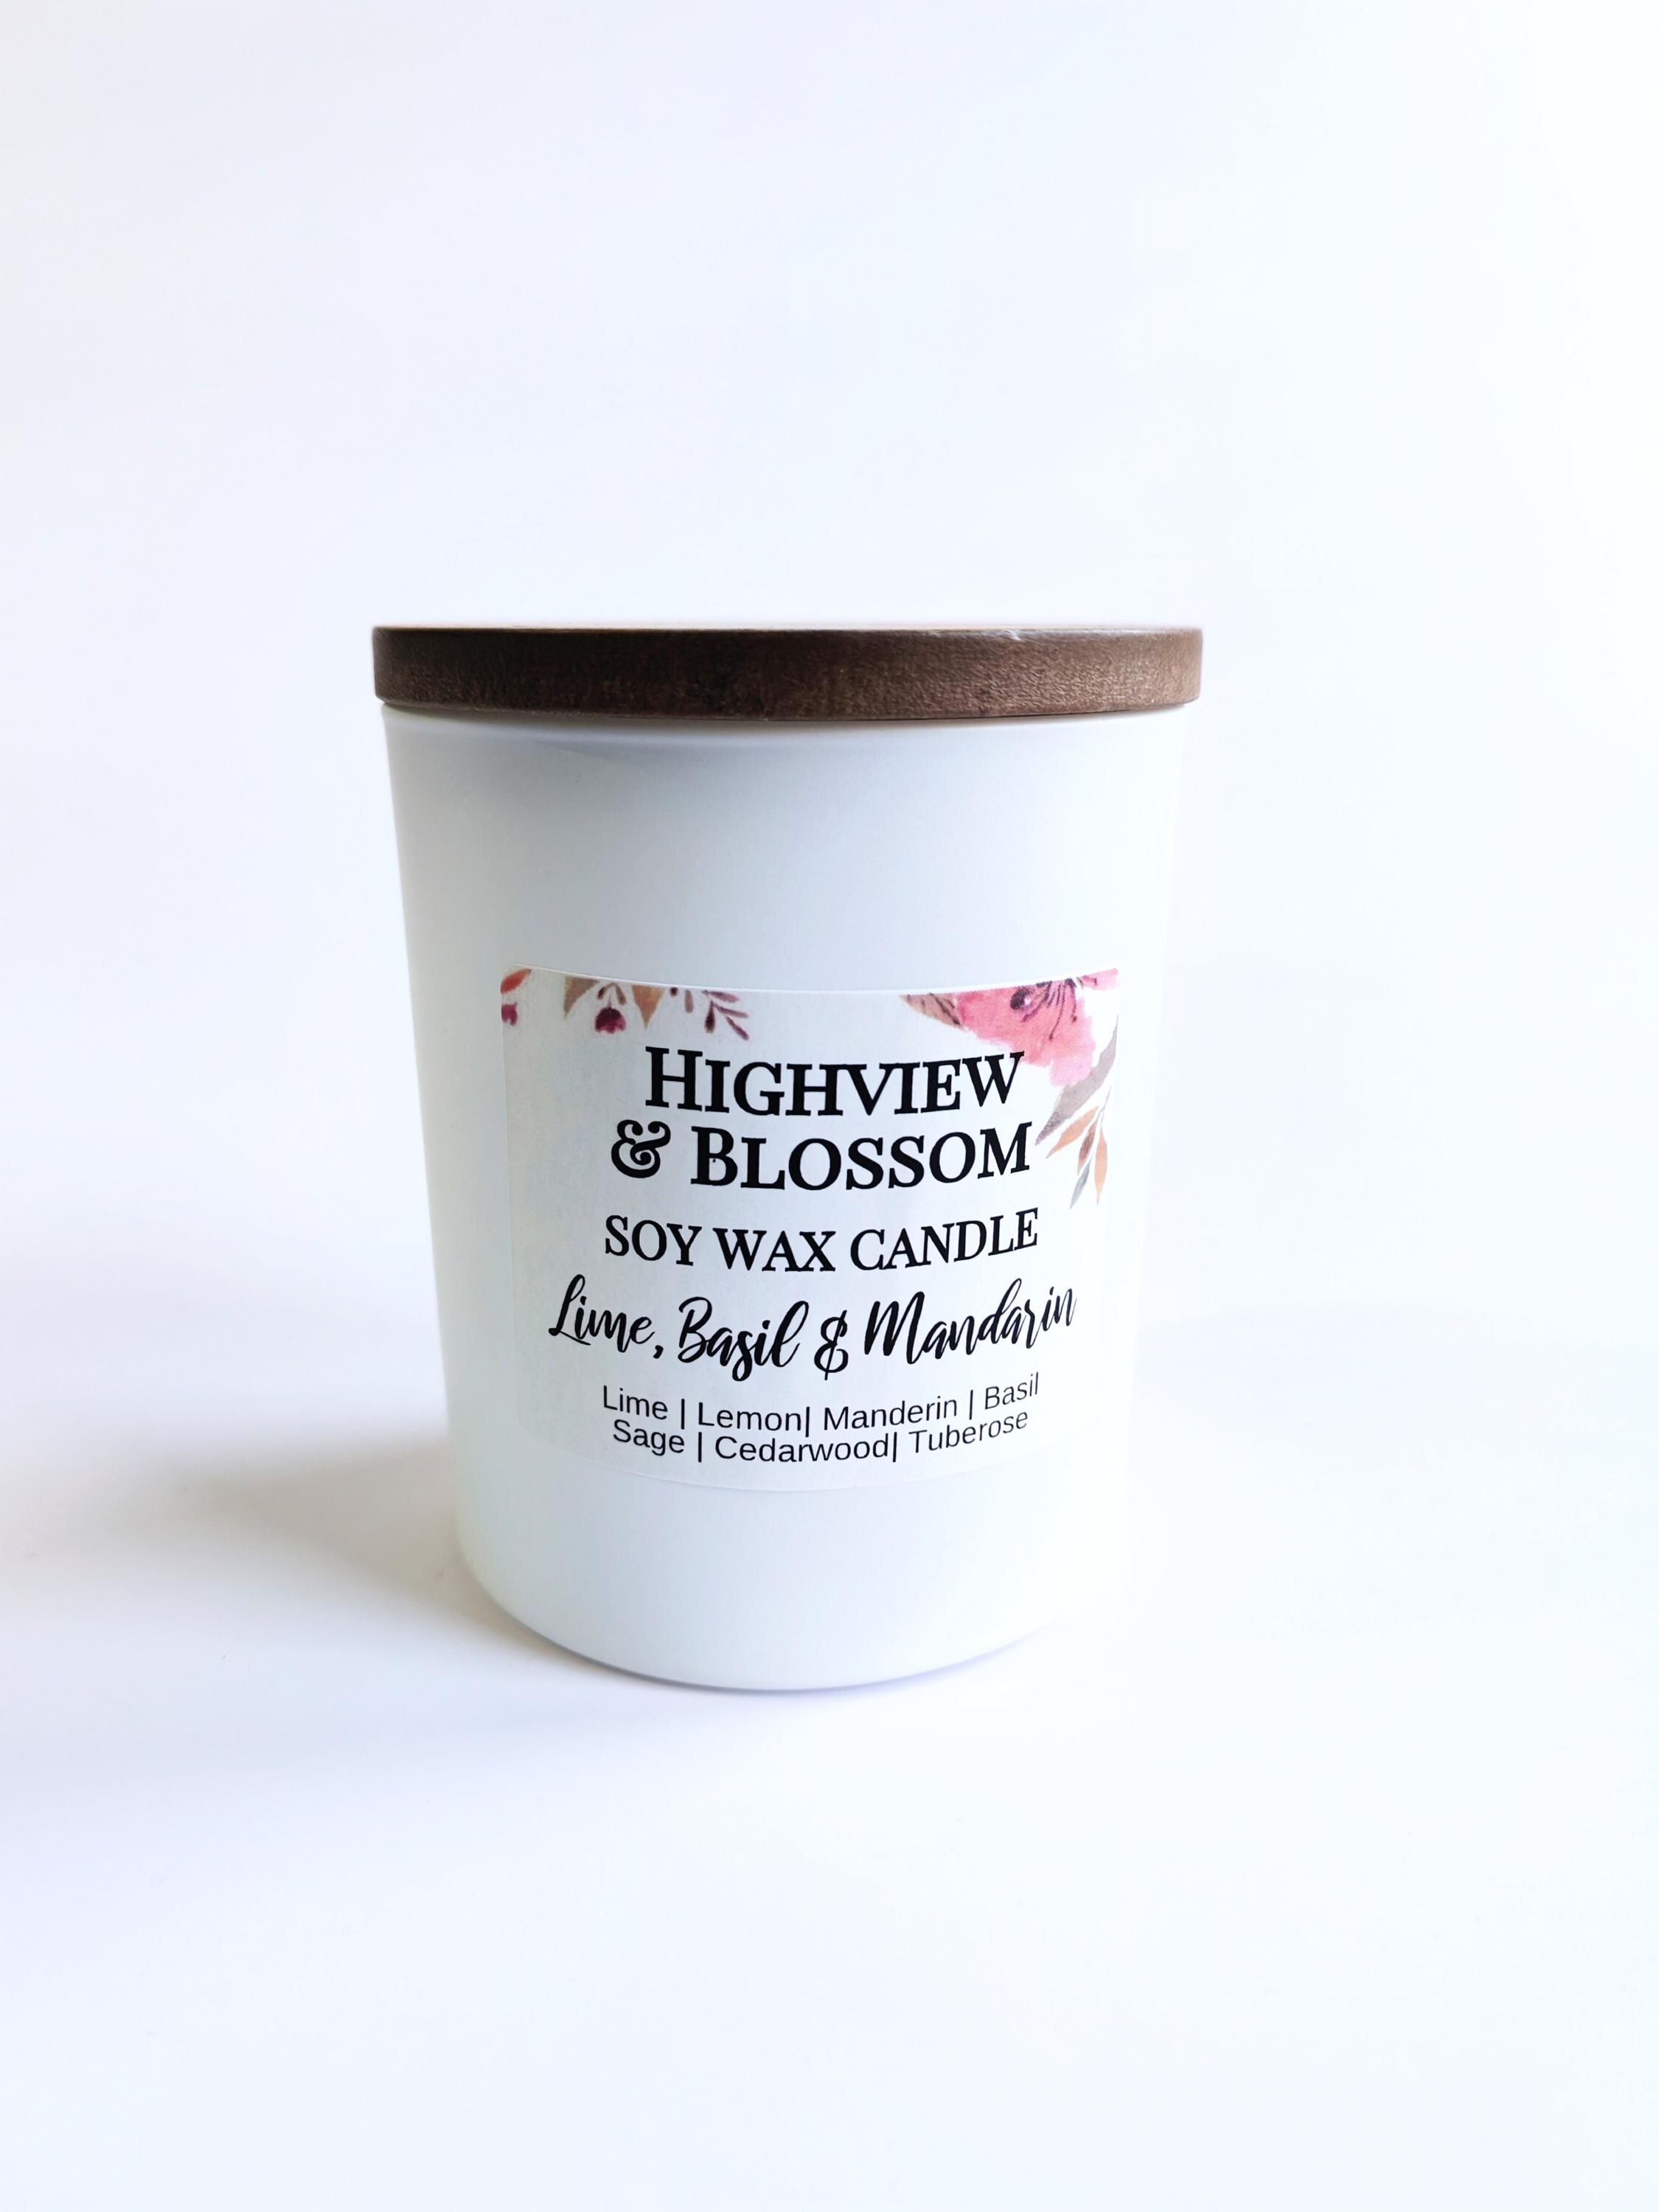 HIGHVIEW
& BLOSSOM
SOY WAX CANDLE
Lime, Basil & Mandarin
Lime | Lemon| Manderin | Basil
Sage | Cedarwood| Tuberose